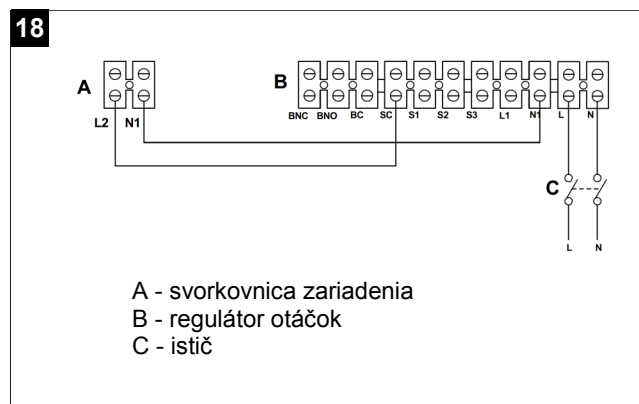 18
A
L2 N1
B
BNC BNO BC SC S1 S2 S3 L1 N1 L N
C
L N
A - svorkovnica zariadenia
B - regulátor otáčok
C - istič